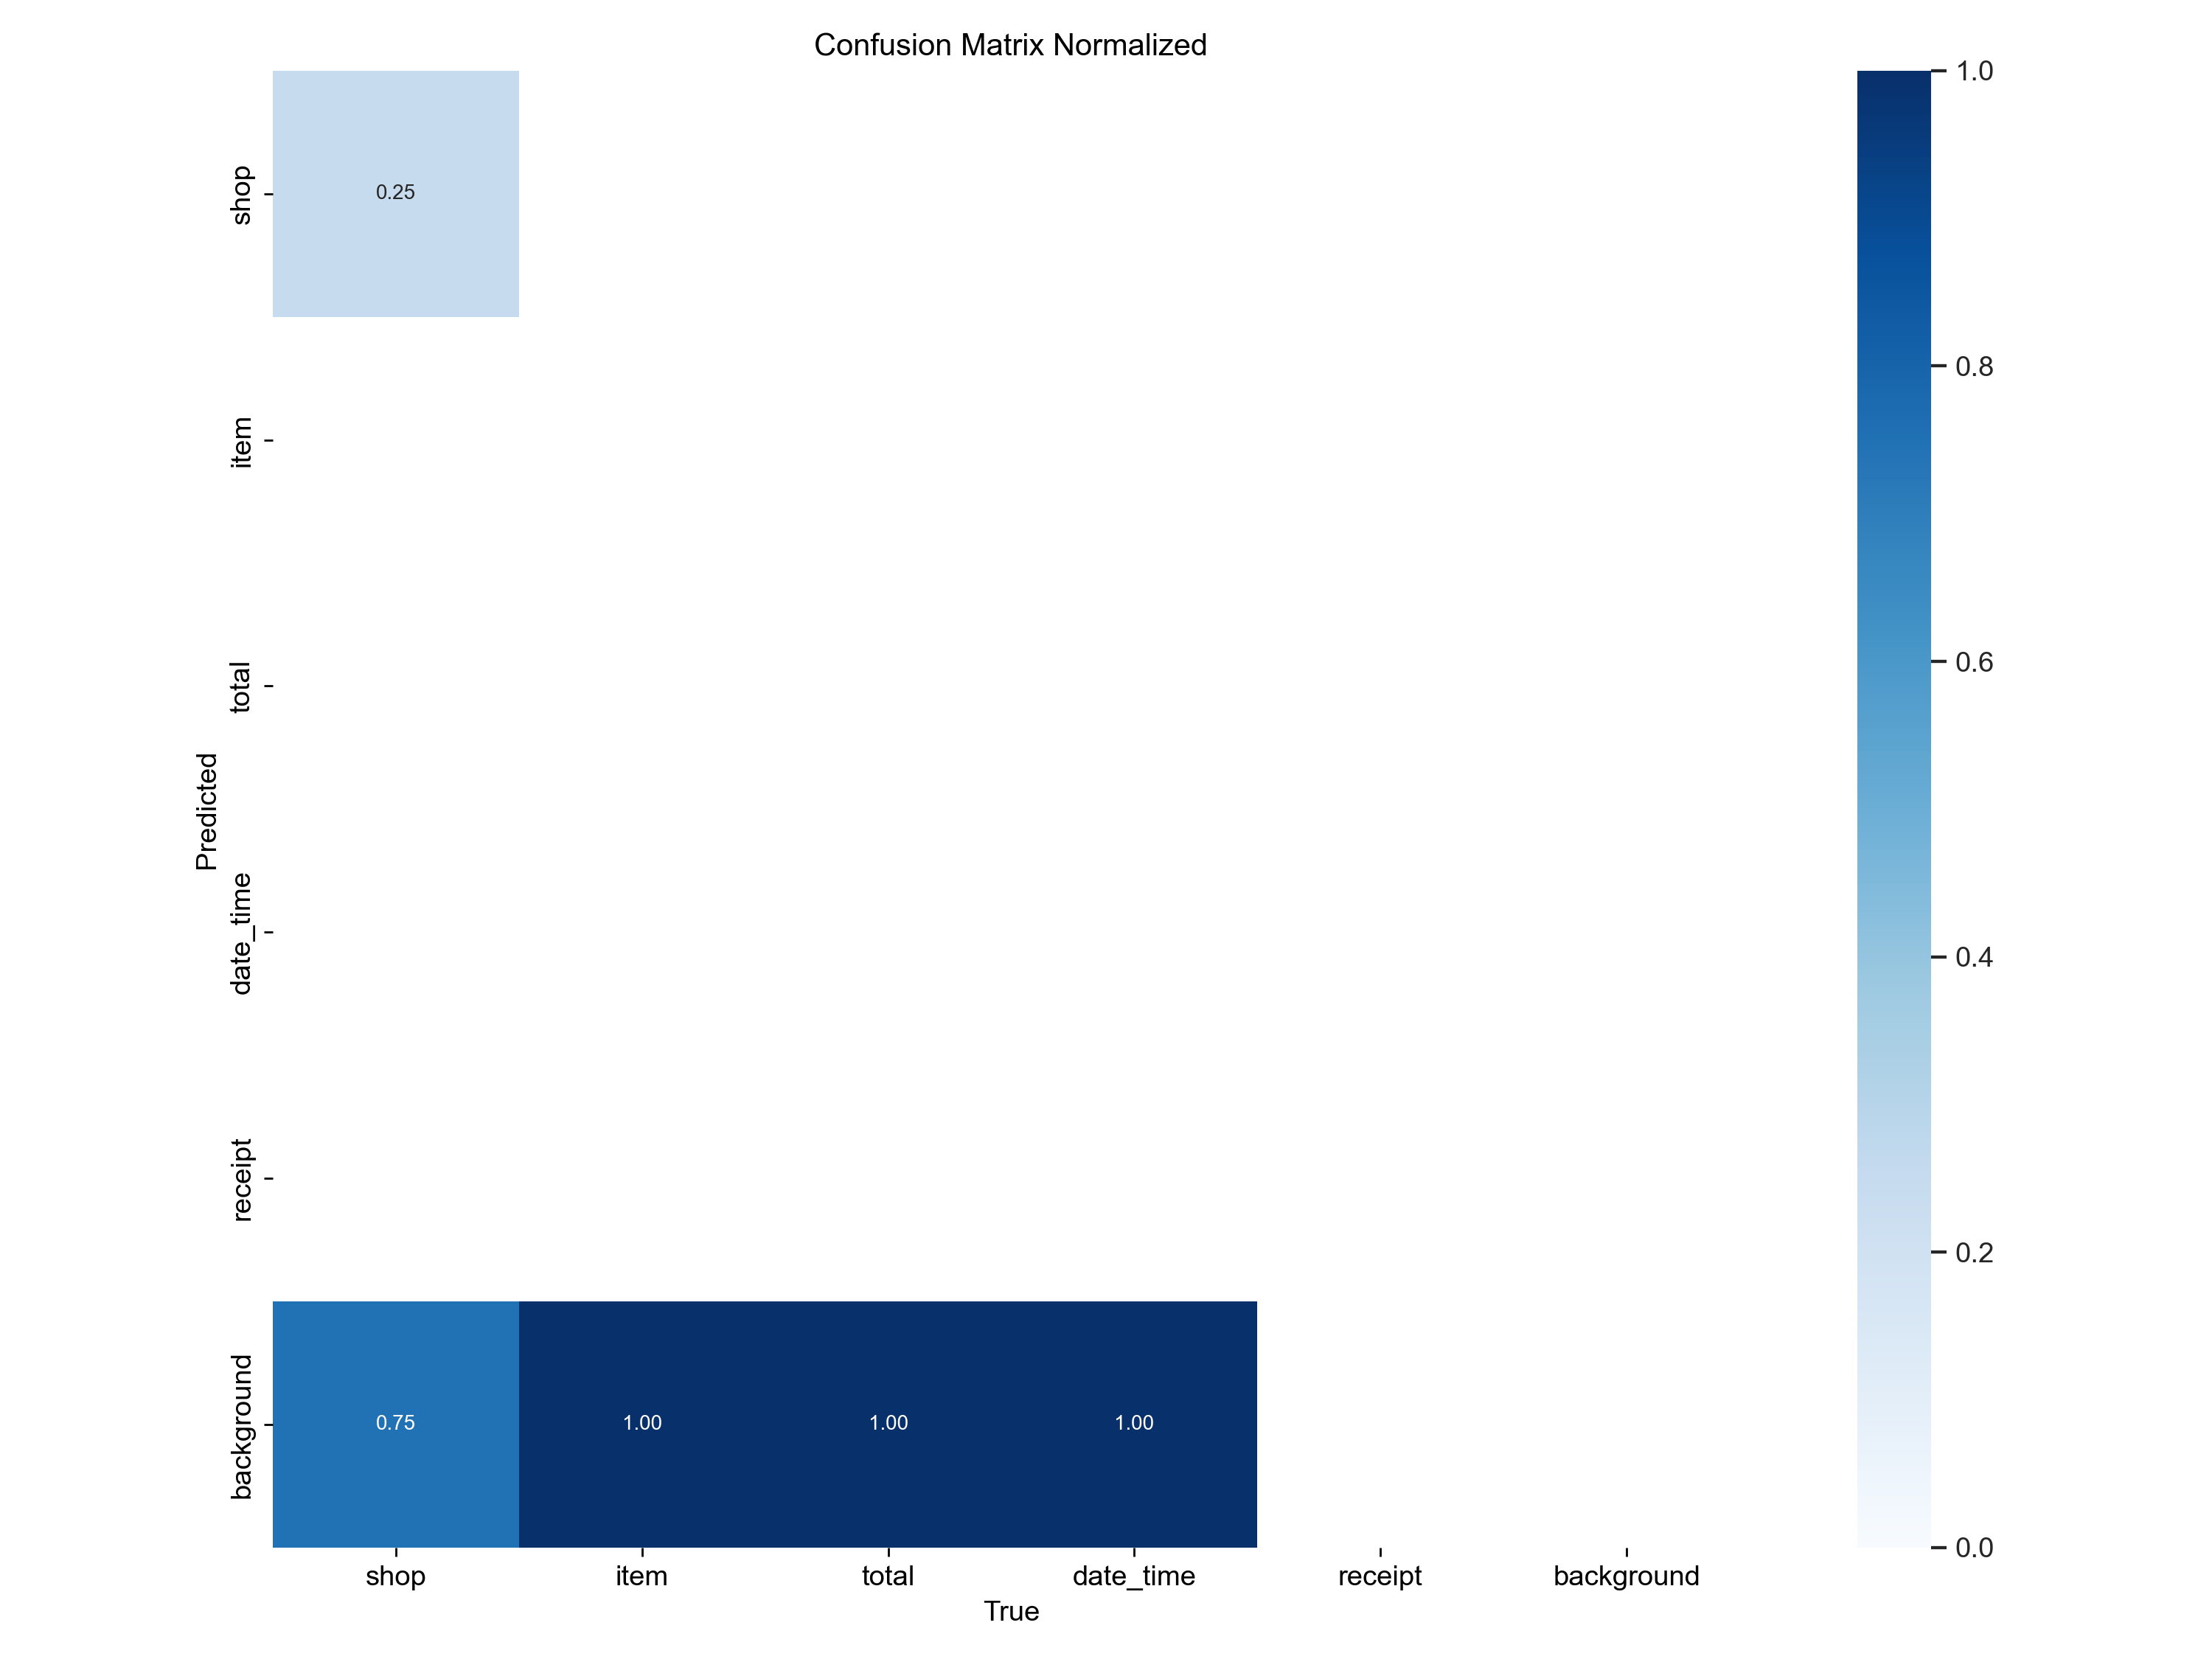 Confusion Matrix Normalized
1.0
0.8
0.6
0.4
0.2
0.0
Predicted
shop
item
total
date_time
receipt
background
0.25
0.75 1.00 1.00 1.00
shop item total date_time receipt background
True